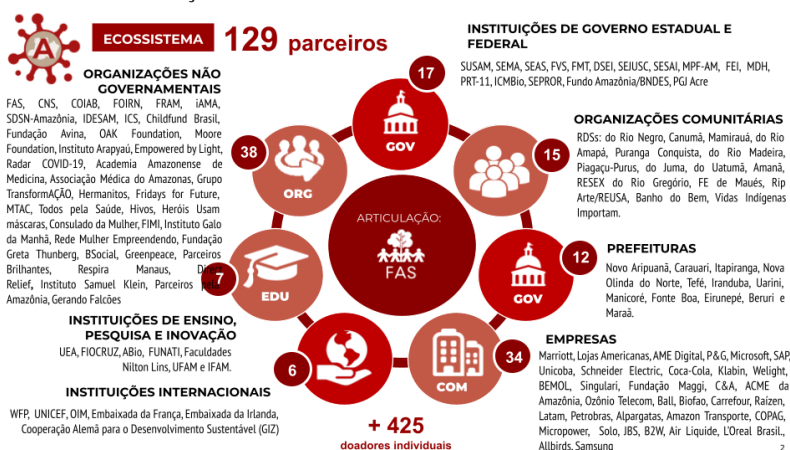 A
ECOSSISTEMA
129 parceiros
ORGANIZAÇÕES NÃO
GOVERNAMENTAIS
FAS, CNS, COIAB, FOIRN, FRAM, iAMA,
SDSN-Amazônia, IDESAM, ICS, Childfund Brasil,
Fundação Avina, OAK Foundation, Moore
Foundation, Instituto Arapyaú, Empowered by Light,
Radar COVID-19, Academia Amazonense de
Medicina, Associação Médica do Amazonas, Grupo
TransformAÇÃO, Hermanitos, Fridays for Future,
MTAC, Todos pela Saúde, Hivos, Heróis Usam
máscaras, Consulado da Mulher, FIMI, Instituto Galo
da Manhã, Rede Mulher Empreendendo, Fundação
Greta Thunberg, BSocial, Greenpeace, Parceiros
Brilhantes, Respira Manaus, Direct
Relief, Instituto Samuel Klein, Parceiros pela
Amazônia, Gerando Falcões
INSTITUIÇÕES DE ENSINO,
PESQUISA E INOVAÇÃO
UEA, FIOCRUZ, ABio, FUNATI, Faculdades
Nilton Lins, UFAM e IFAM.
INSTITUIÇÕES INTERNACIONAIS
WFP, UNICEF, OIM, Embaixada da França, Embaixada da Irlanda,
Cooperação Alemã para o Desenvolvimento Sustentável (GIZ)
17
GOV
38
ORG
15
ARTICULAÇÃO:
FAS
7
EDU
12
GOV
6
34
COM
+ 425
doadores individuais
INSTITUIÇÕES DE GOVERNO ESTADUAL E
FEDERAL
SUSAM, SEMA, SEAS, FVS, FMT, DSEI, SEJUSC, SESAI, MPF-AM, FEI, MDH,
PRT-11, ICMBio, SEPROR, Fundo Amazônia/BNDES, PGJ Acre
ORGANIZAÇÕES COMUNITÁRIAS
RDSs: do Rio Negro, Canumã, Mamirauá, do Rio
Amapá, Puranga Conquista, do Rio Madeira,
Piagaçu-Purus, do Juma, do Uatumã, Amanã,
RESEX do Rio Gregório, FE de Maués, Rip
Arte/REUSA, Banho do Bem, Vidas Indígenas
Importam.
PREFEITURAS
Novo Aripuanã, Carauari, Itapiranga, Nova
Olinda do Norte, Tefé, Iranduba, Uarini,
Manicoré, Fonte Boa, Eirunepé, Beruri e
Maraã.
EMPRESAS
Marriott, Lojas Americanas, AME Digital, P&G, Microsoft, SAP,
Unicoba, Schneider Electric, Coca-Cola, Klabin, Welight,
BEMOL, Singulari, Fundação Maggi, C&A, ACME da
Amazônia, Ozônio Telecom, Ball, Biofao, Carrefour, Raízen,
Latam, Petrobras, Alpargatas, Amazon Transporte, COPAG,
Micropower, Solo, JBS, B2W, Air Liquide, L'Oreal Brasil.,
Allbirds, Samsung
2